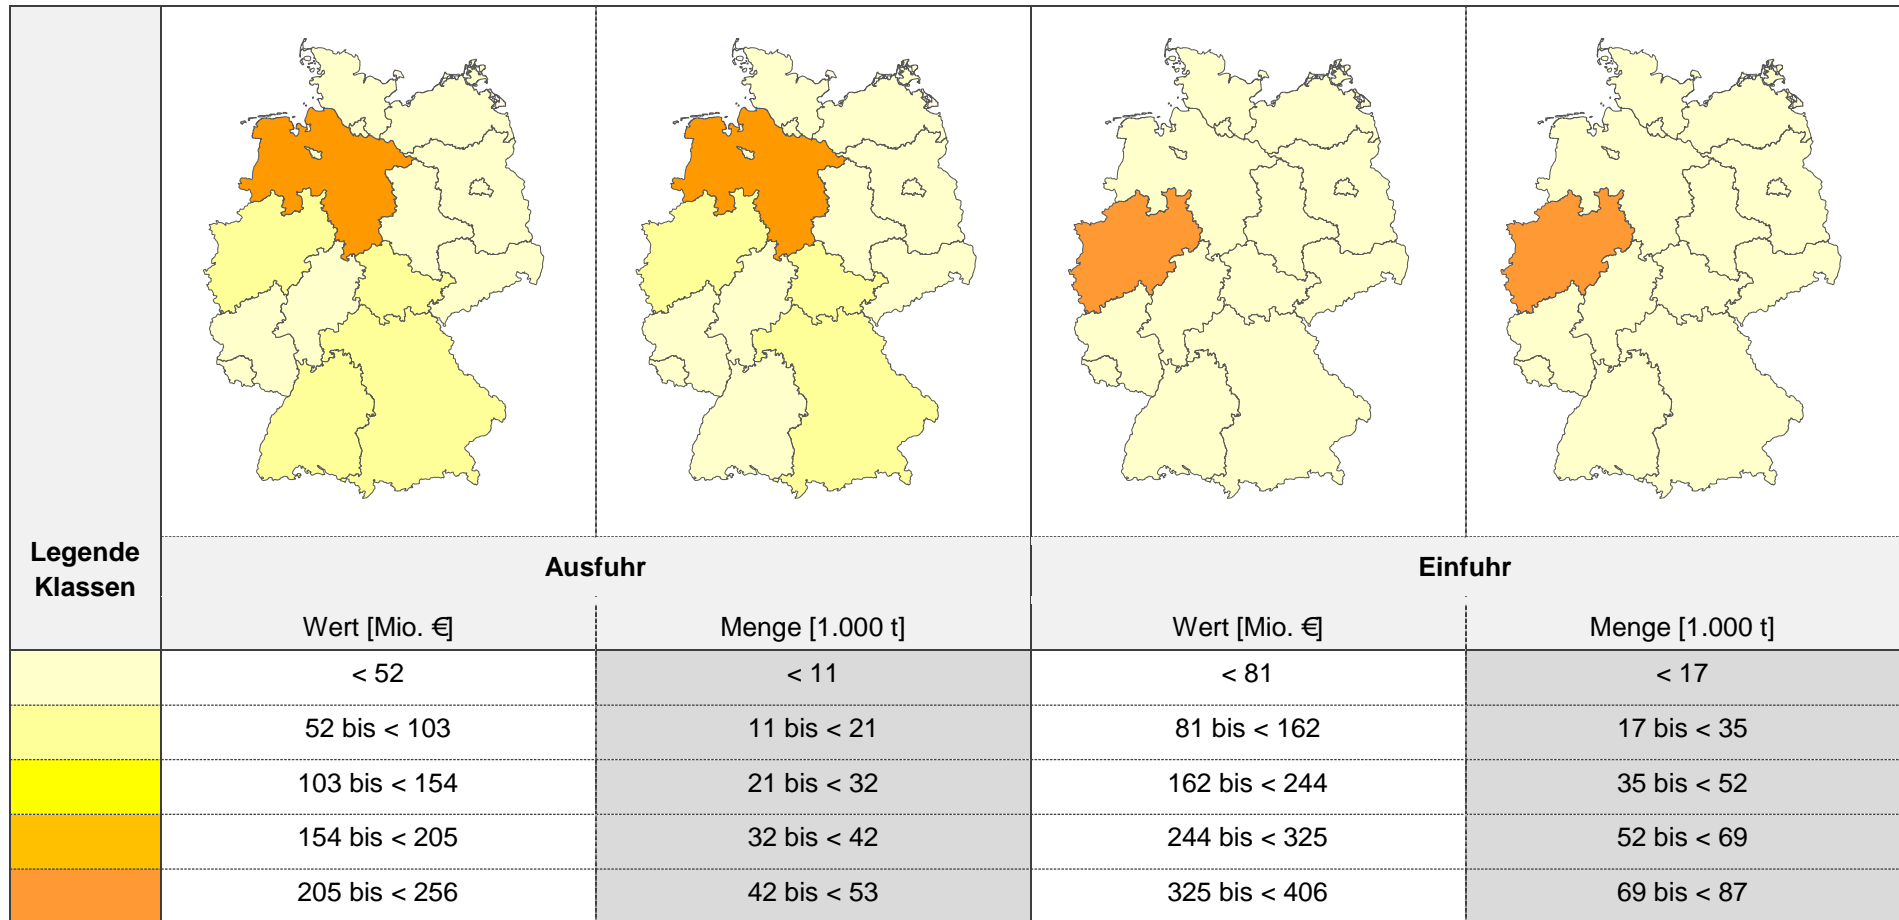 Legende
Klassen
Ausfuhr
Einfuhr
Wert [Mio. €]
Menge [1.000 t]
Wert [Mio. €]
Menge [1.000 t]
< 52
< 11
< 81
< 17
52 bis < 103
11 bis < 21
81 bis < 162
17 bis < 35
103 bis < 154
21 bis < 32
162 bis < 244
35 bis < 52
154 bis < 205
32 bis < 42
244 bis < 325
52 bis < 69
205 bis < 256
42 bis < 53
325 bis < 406
69 bis < 87